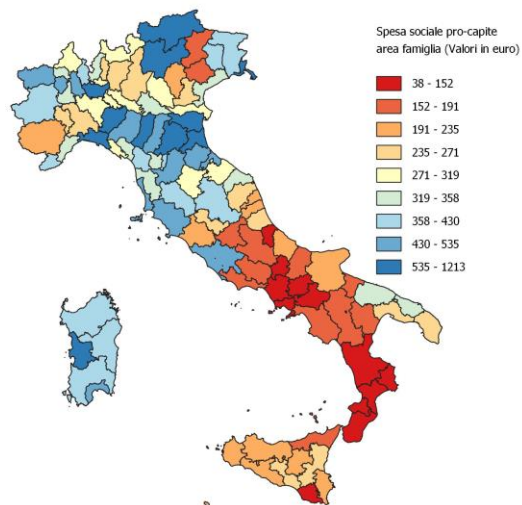 Spesa sociale pro-capite
area famiglia (Valori in euro)
38 - 152
152 - 191
191 - 235
235 - 271
271 - 319
319 - 358
358 - 430
430 - 535
535 - 1213